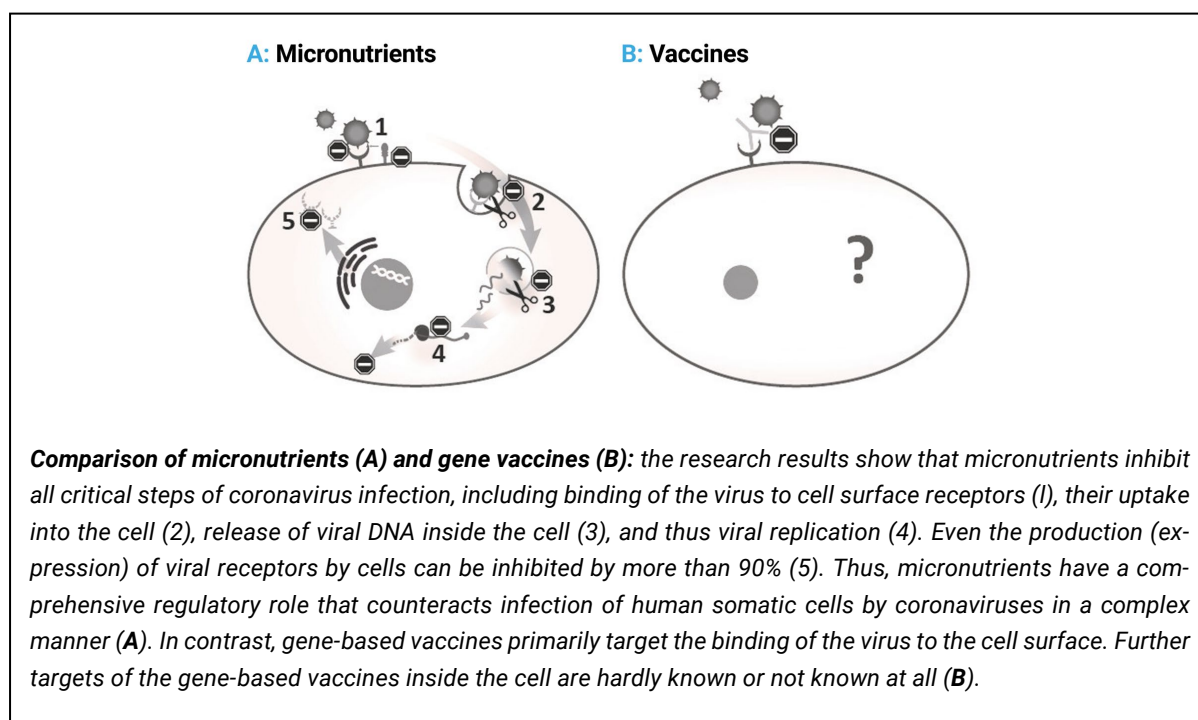 A: Micronutrients
B: Vaccines
1
2
3
4
5
?
Comparison of micronutrients (A) and gene vaccines (B): the research results show that micronutrients inhibit
all critical steps of coronavirus infection, including binding of the virus to cell surface receptors (l), their uptake
into the cell (2), release of viral DNA inside the cell (3), and thus viral replication (4). Even the production (ex-
pression) of viral receptors by cells can be inhibited by more than 90% (5). Thus, micronutrients have a com-
prehensive regulatory role that counteracts infection of human somatic cells by coronaviruses in a complex
manner (A). In contrast, gene-based vaccines primarily target the binding of the virus to the cell surface. Further
targets of the gene-based vaccines inside the cell are hardly known or not known at all (B).